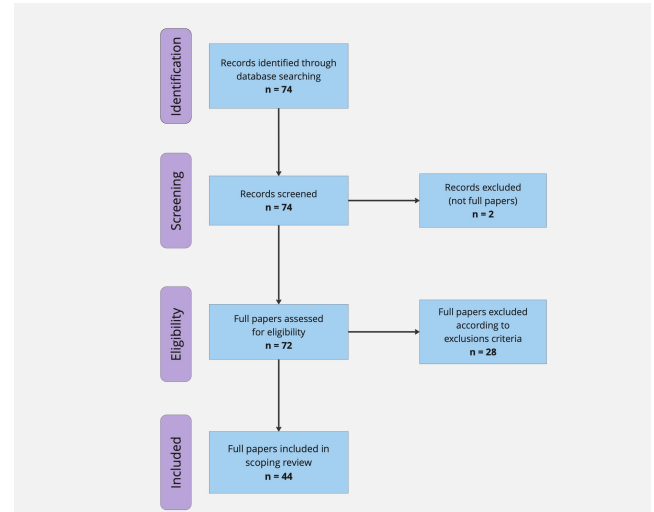 Identification
Records identified through
database searching
n = 74
Screening
Records screened
n = 74
Records excluded
(not full papers)
n = 2
Eligibility
Full papers assessed
for eligibility
n = 72
Full papers excluded
according to
exclusions criteria
n = 28
Included
Full papers included in
scoping review
n = 44